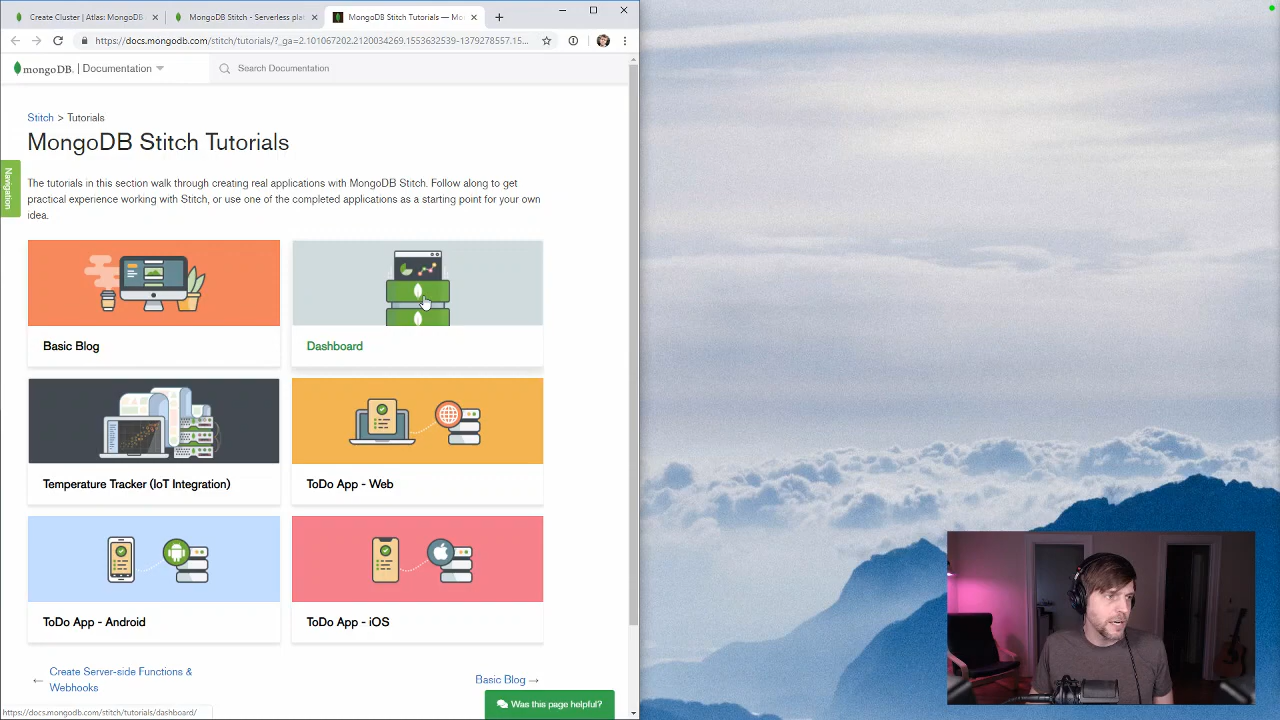 Create Cluster | Atlas: MongoDB
MongoDB Stitch - Serverless pla
MongoDB Stitch Tutorials — Mo
https://docs.mongodb.com/stitch/tutorials/?_ga=2.101067202.2120034269.1553632539-1379278557.15...
mongoDB. | Documentation
Search Documentation
Navigation
Stitch > Tutorials
MongoDB Stitch Tutorials
The tutorials in this section walk through creating real applications with MongoDB Stitch. Follow along to get
practical experience working with Stitch, or use one of the completed applications as a starting point for your own
idea.
Basic Blog
Dashboard
Temperature Tracker (IoT Integration)
ToDo App - Web
ToDo App - Android
ToDo App - iOS
← Create Server-side Functions &
Webhooks
Basic Blog →
Was this page helpful?
https://docs.mongodb.com/stitch/tutorials/dashboard/